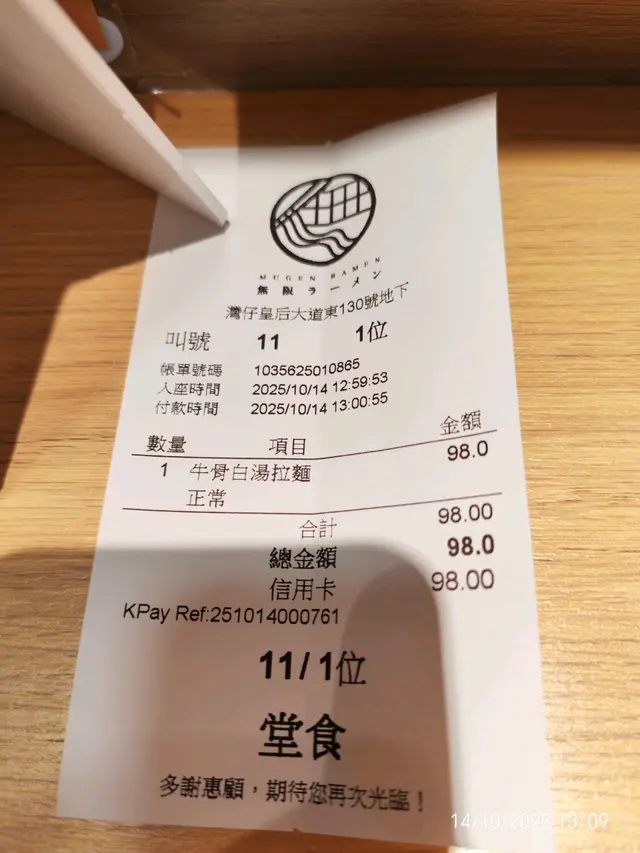 MUGEN RAMEN
無限ラーメン
灣仔皇后大道東130號地下
叫號 11 1位
帳單號碼 1035625010865
入座時間 2025/10/14 12:59:53
付款時間 2025/10/14 13:00:55
數量 項目 金額
1 牛骨白湯拉麵 98.0
正常
合計 98.00
總金額 98.0
信用卡 98.00
KPay Ref:251014000761
11/1位
堂食
多謝惠顧，期待您再次光臨！
14/10/2025 13:09